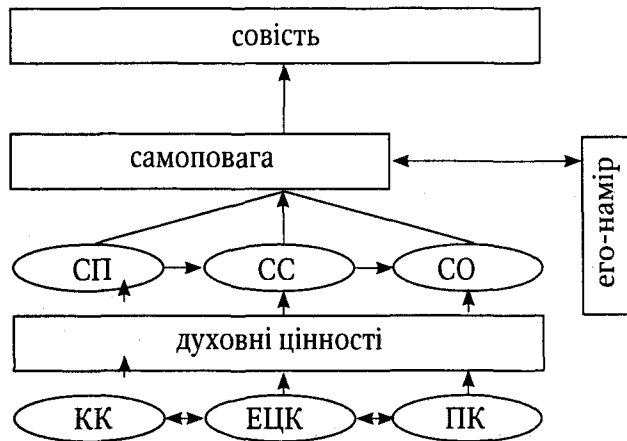 совість
самоповага
его-намір
СП
СС
СО
духовні цінності
КК
ЕЦК
ПК